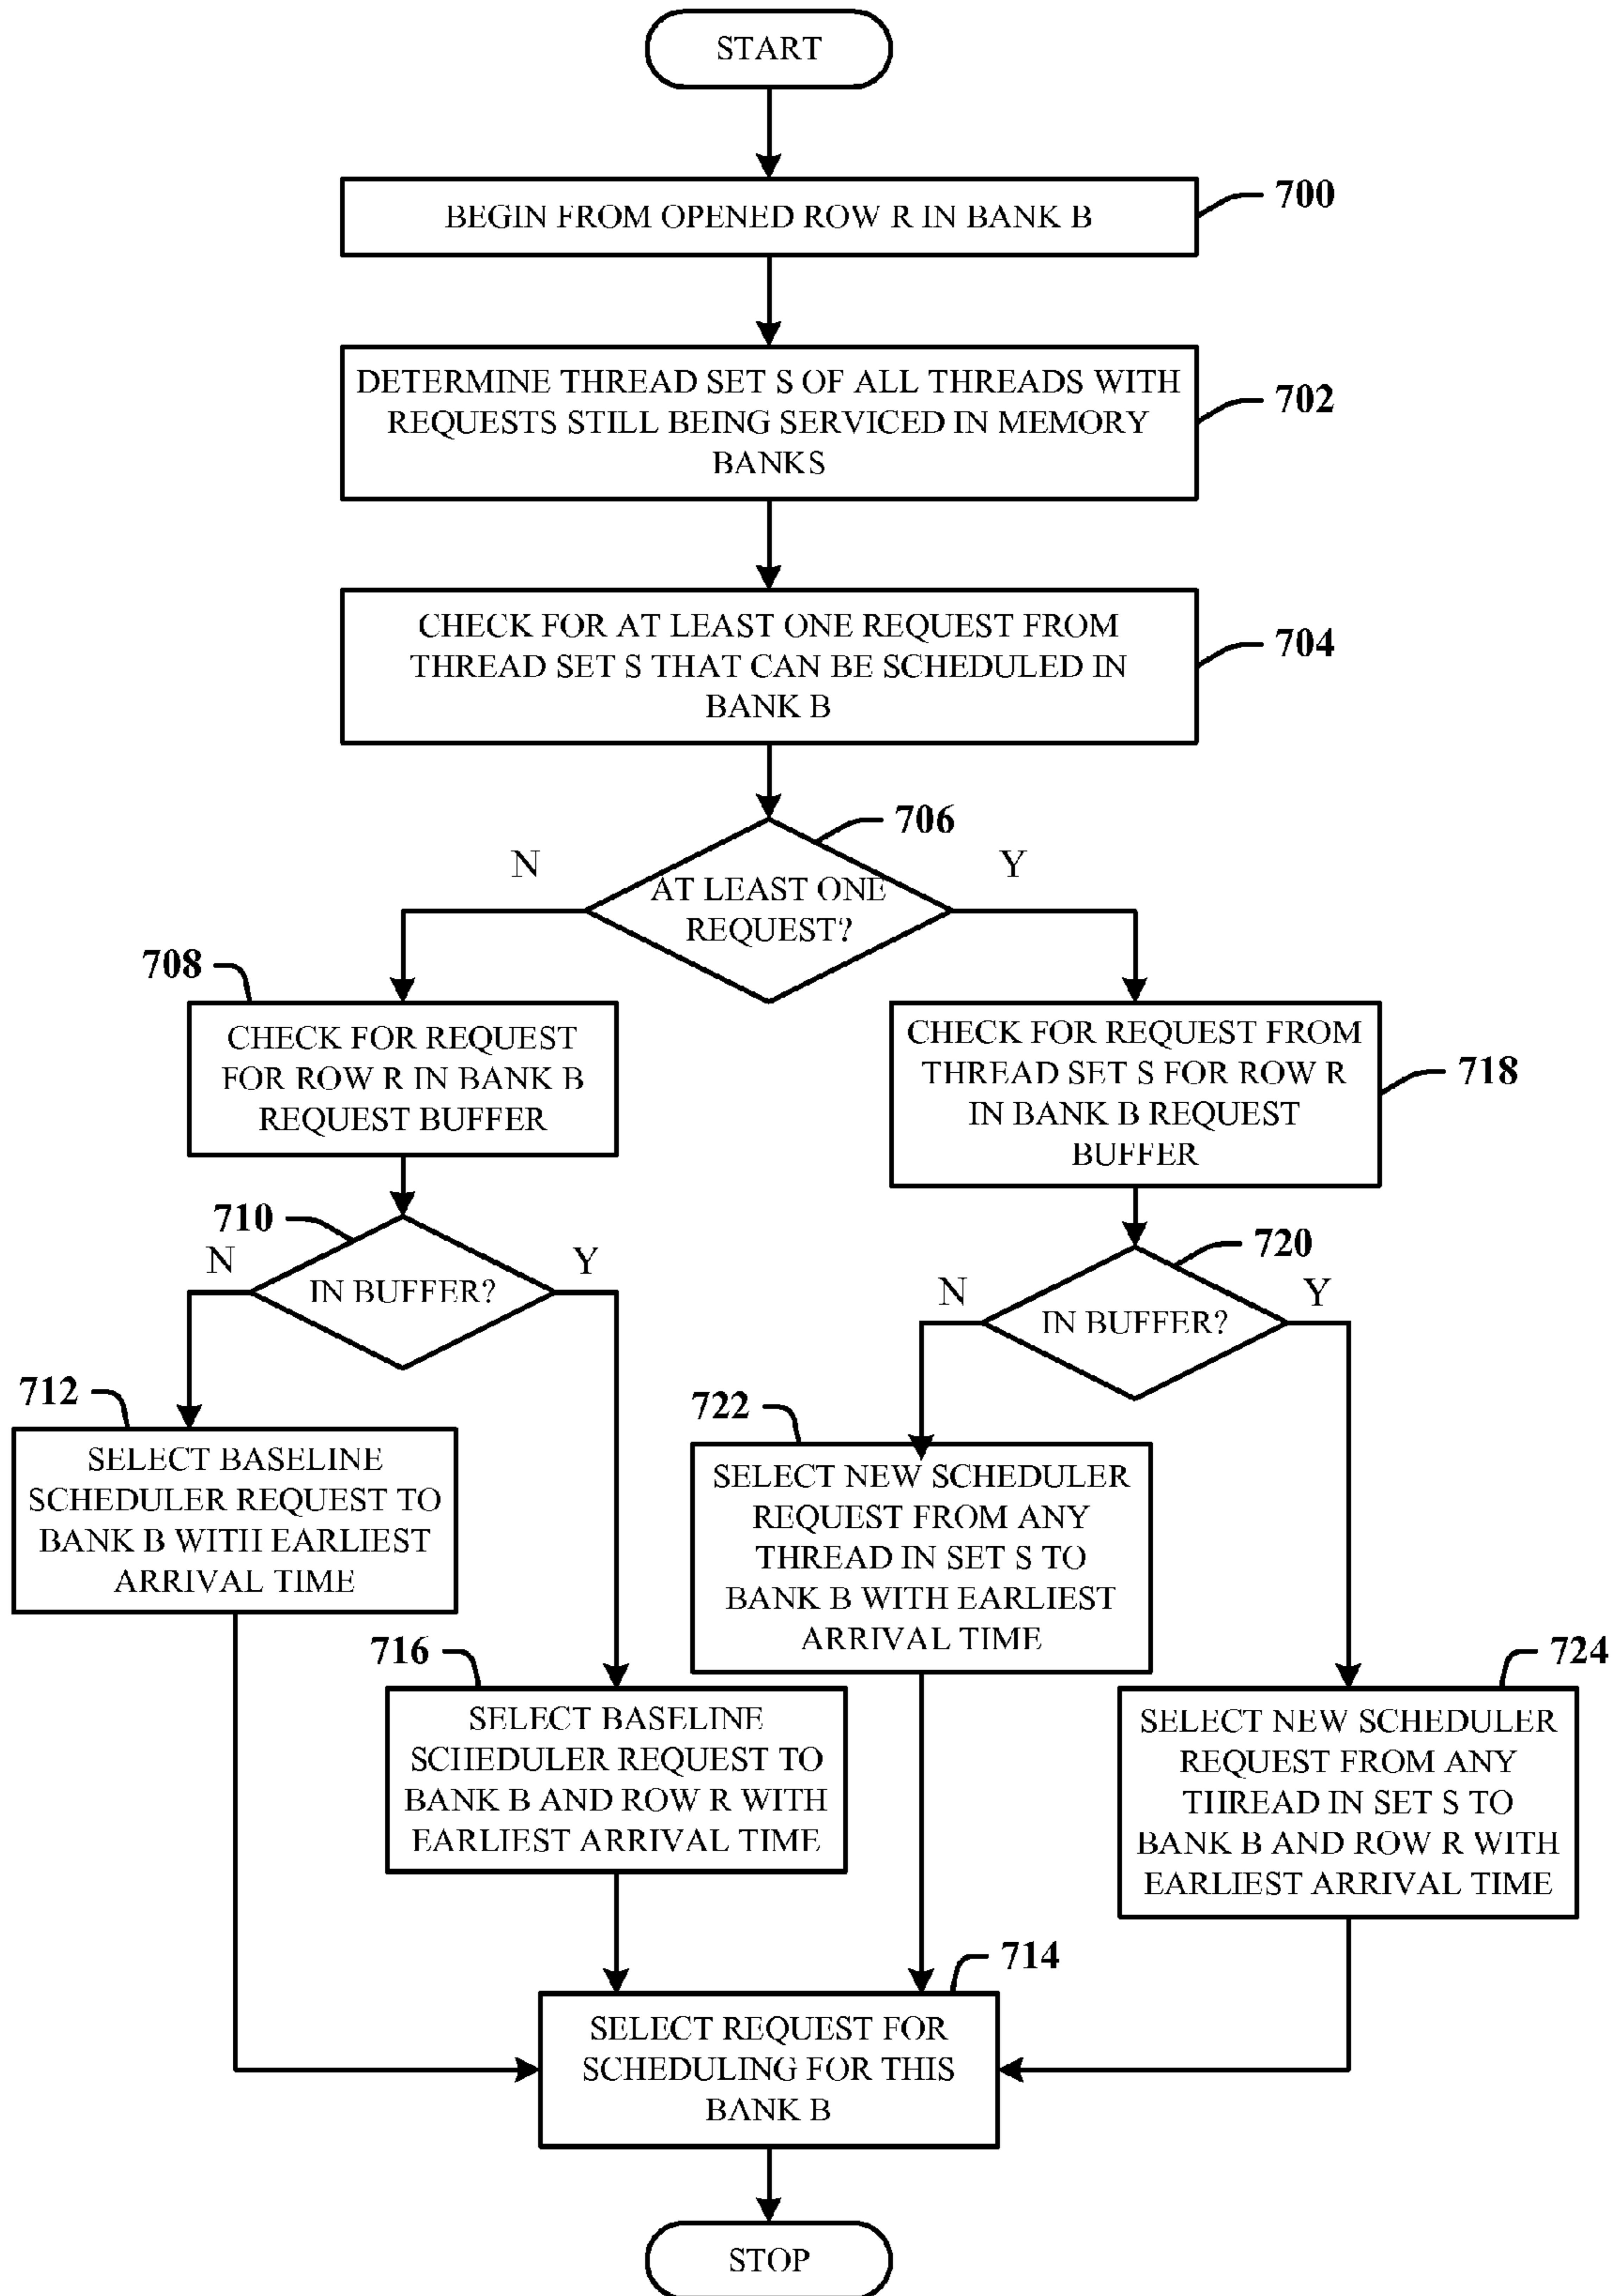 START
BEGIN FROM OPENED ROW R IN BANK B
700
DETERMINE THREAD SET S OF ALL THREADS WITH
REQUESTS STILL BEING SERVICED IN MEMORY
BANKS
702
CHECK FOR AT LEAST ONE REQUEST FROM
THREAD SET S THAT CAN BE SCHEDULED IN
BANK B
704
706
N
Y
AT LEAST ONE
REQUEST?
708
CHECK FOR REQUEST
FOR ROW R IN BANK B
REQUEST BUFFER
CHECK FOR REQUEST FROM
THREAD SET S FOR ROW R
IN BANK B REQUEST
BUFFER
718
710
N
Y
IN BUFFER?
720
N
Y
IN BUFFER?
712
SELECT BASELINE
SCHEDULER REQUEST TO
BANK B WITH EARLIEST
ARRIVAL TIME
722
SELECT NEW SCHEDULER
REQUEST FROM ANY
THREAD IN SET S TO
BANK B WITH EARLIEST
ARRIVAL TIME
716
SELECT BASELINE
SCHEDULER REQUEST TO
BANK B AND ROW R WITH
EARLIEST ARRIVAL TIME
724
SELECT NEW SCHEDULER
REQUEST FROM ANY
THREAD IN SET S TO
BANK B AND ROW R WITH
EARLIEST ARRIVAL TIME
714
SELECT REQUEST FOR
SCHEDULING FOR THIS
BANK B
STOP